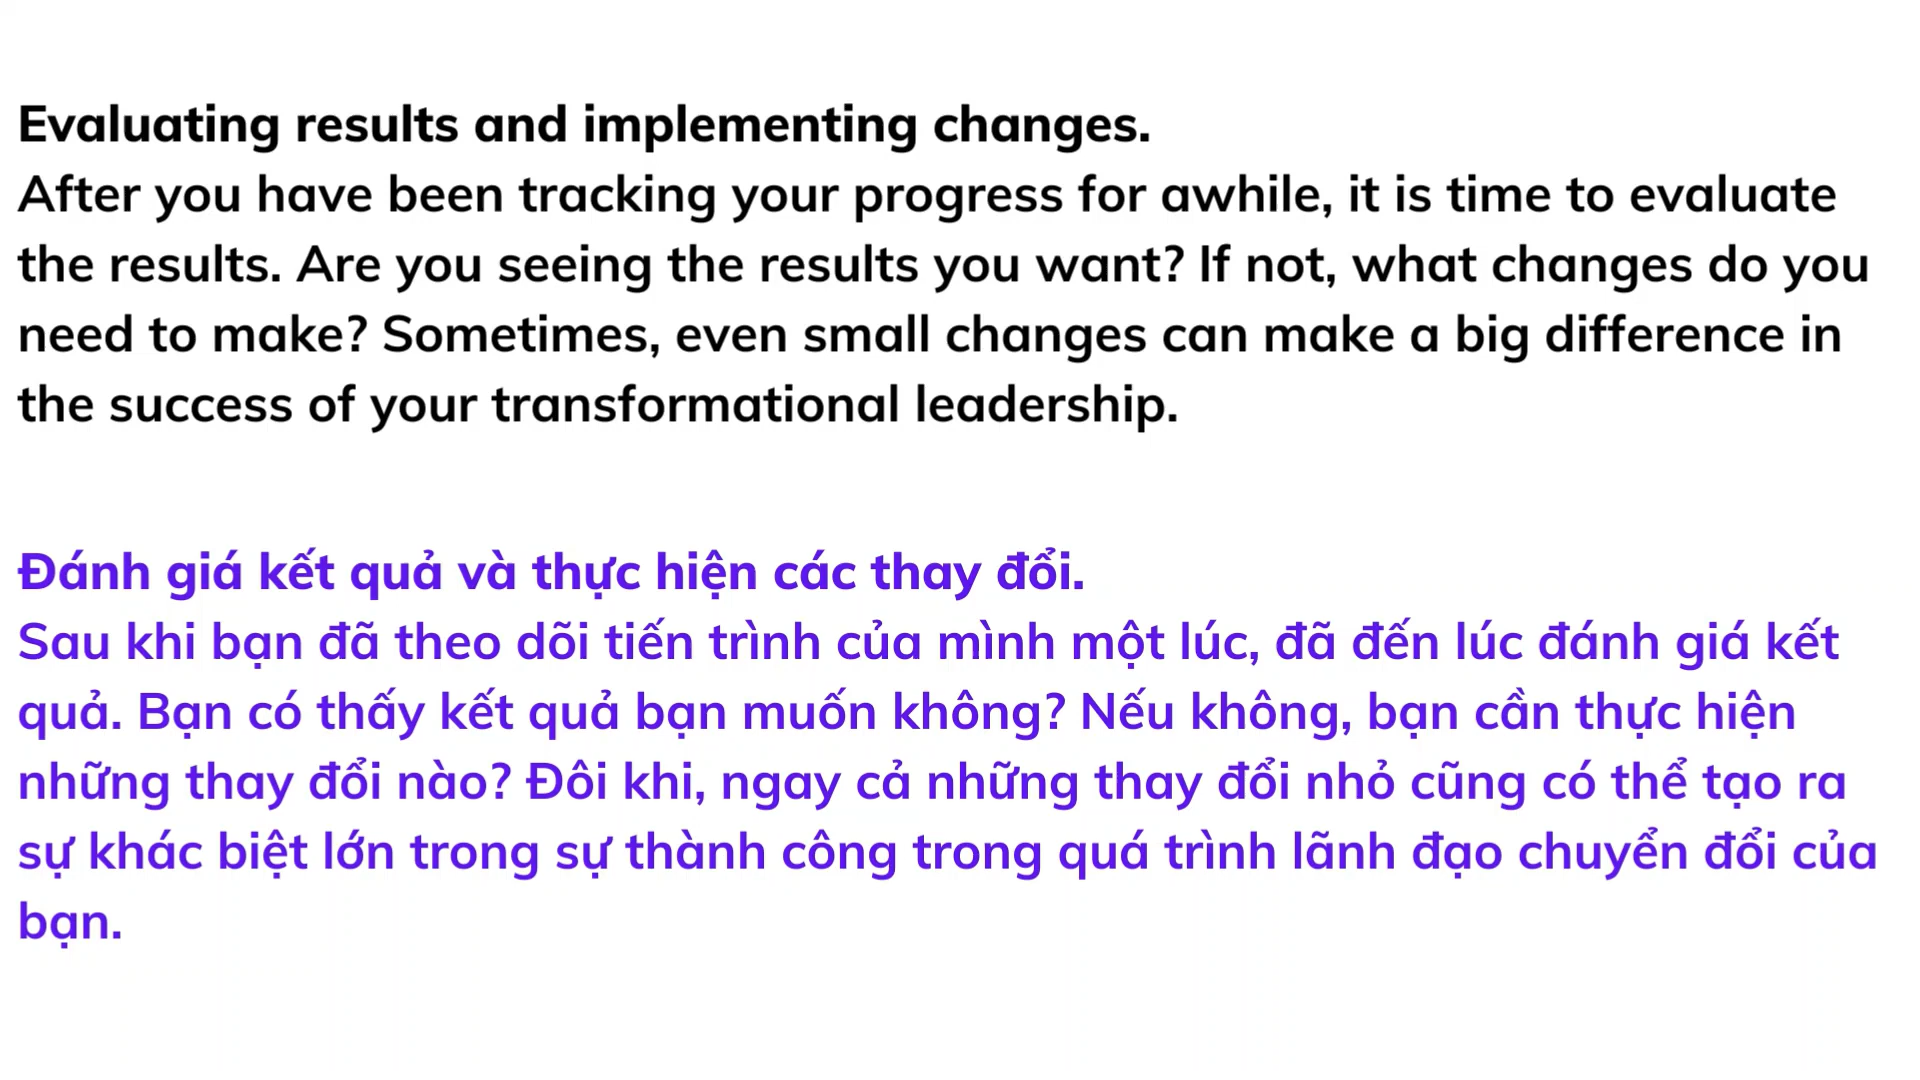 Evaluating results and implementing changes.
After you have been tracking your progress for awhile, it is time to evaluate
the results. Are you seeing the results you want? If not, what changes do you
need to make? Sometimes, even small changes can make a big difference in
the success of your transformational leadership.
Đánh giá kết quả và thực hiện các thay đổi.
Sau khi bạn đã theo dõi tiến trình của mình một lúc, đã đến lúc đánh giá kết
quả. Bạn có thấy kết quả bạn muốn không? Nếu không, bạn cần thực hiện
những thay đổi nào? Đôi khi, ngay cả những thay đổi nhỏ cũng có thể tạo ra
sự khác biệt lớn trong sự thành công trong quá trình lãnh đạo chuyển đổi của
bạn.